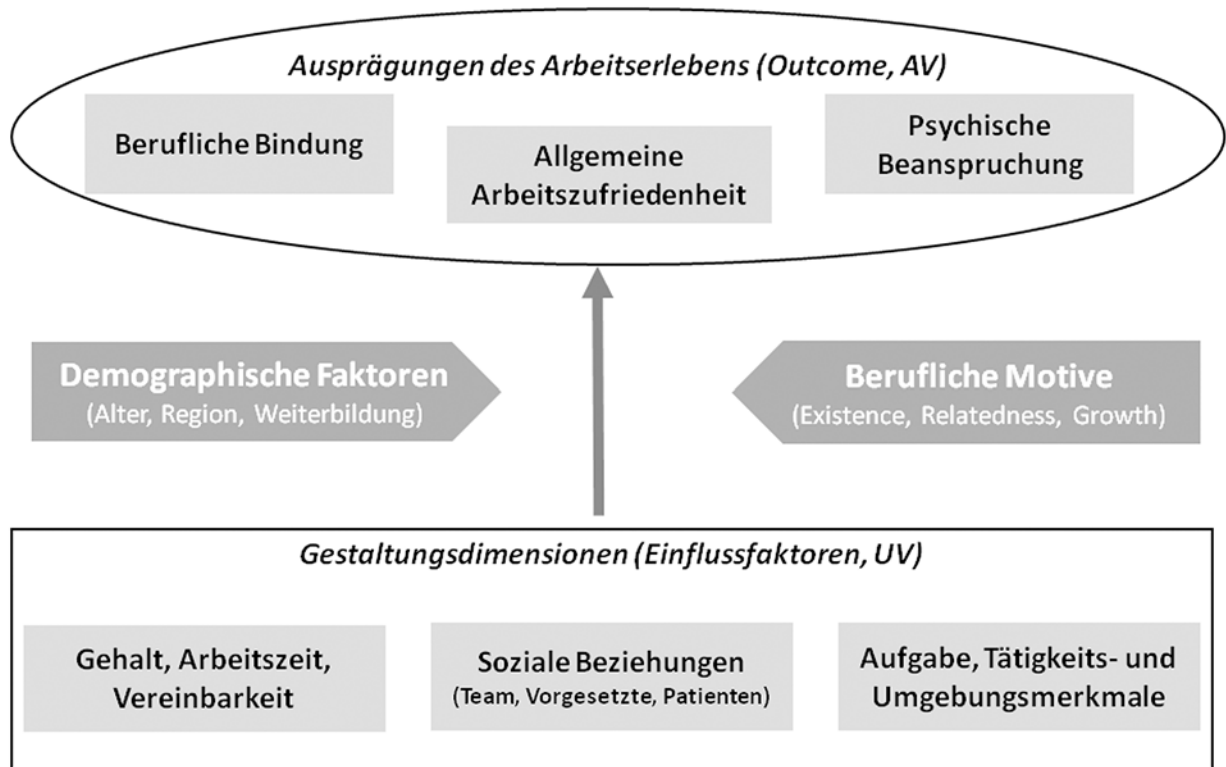 Ausprägungen des Arbeitserlebens (Outcome, AV)
Berufliche Bindung
Allgemeine
Arbeitszufriedenheit
Psychische
Beanspruchung
Demographische Faktoren
(Alter, Region, Weiterbildung)
Berufliche Motive
(Existence, Relatedness, Growth)
Gestaltungsdimensionen (Einflussfaktoren, UV)
Gehalt, Arbeitszeit,
Vereinbarkeit
Soziale Beziehungen
(Team, Vorgesetzte, Patienten)
Aufgabe, Tätigkeits- und
Umgebungsmerkmale